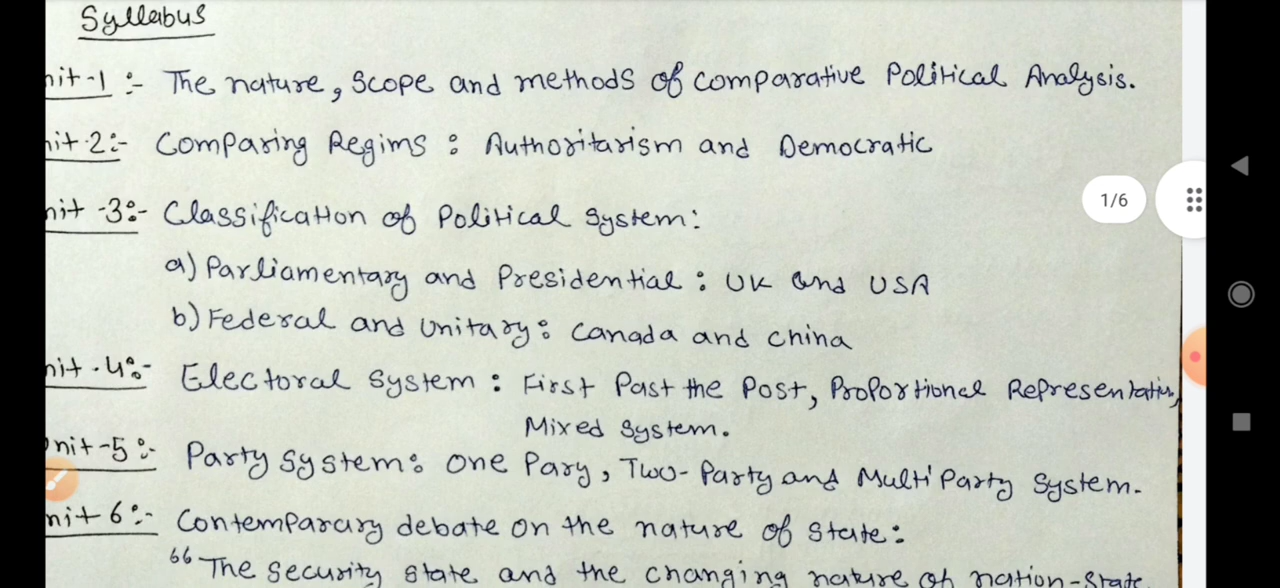 Syllabus
nit-1 :- The nature, Scope and methods of Comparative Political Analysis.
nit-2:- Comparing Regims : Authoritarism and Democratic
nit-3:- Classification of Political System:
1/6
a) Parliamentary and Presidential : UK and USA
b) Federal and Unitary: Canada and China
nit-4:- Electoral System : First Past the Post, Proportional Representation,
Mixed System.
nit-5:- Party System: One Pary, Two-Party and Multi Party System.
nit 6:- Contemparary debate on the nature of State:
"The security state and the changing nature of nation-state